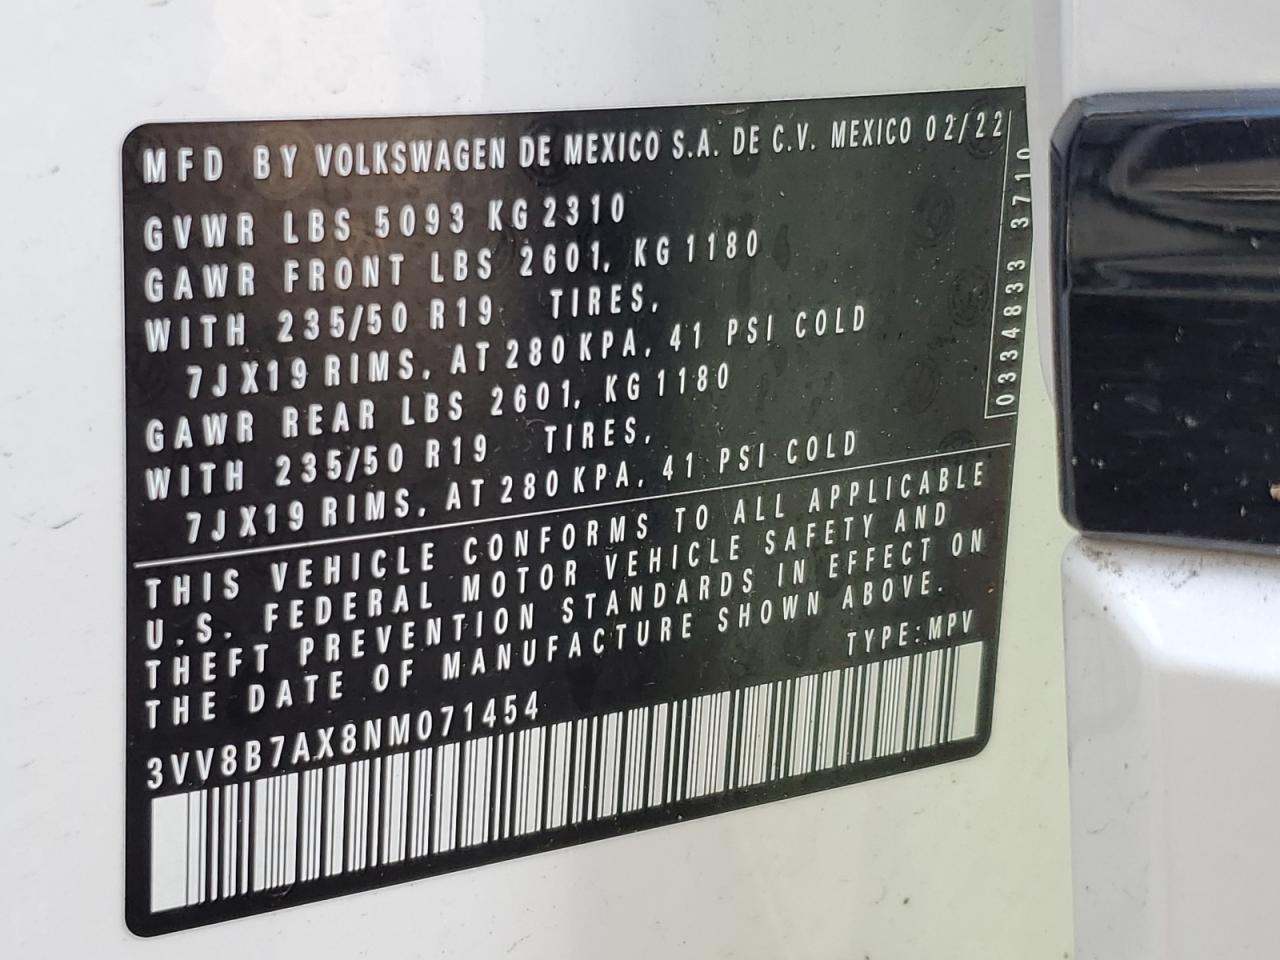 MFD BY VOLKSWAGEN DE MEXICO S.A. DE C.V. MEXICO 02/22
GVWR LBS 5093 KG 2310
GAWR FRONT LBS 2601, KG 1180
WITH 235/50 R19 TIRES,
7JX19 RIMS, AT 280 KPA, 41 PSI COLD
GAWR REAR LBS 2601, KG 1180
WITH 235/50 R19 TIRES,
7JX19 RIMS, AT 280 KPA, 41 PSI COLD
0334833 3710
THIS VEHICLE CONFORMS TO ALL APPLICABLE
U.S. FEDERAL MOTOR VEHICLE SAFETY AND
THEFT PREVENTION STANDARDS IN EFFECT ON
THE DATE OF MANUFACTURE SHOWN ABOVE.
TYPE: MPV
3VV8B7AX8NM071454